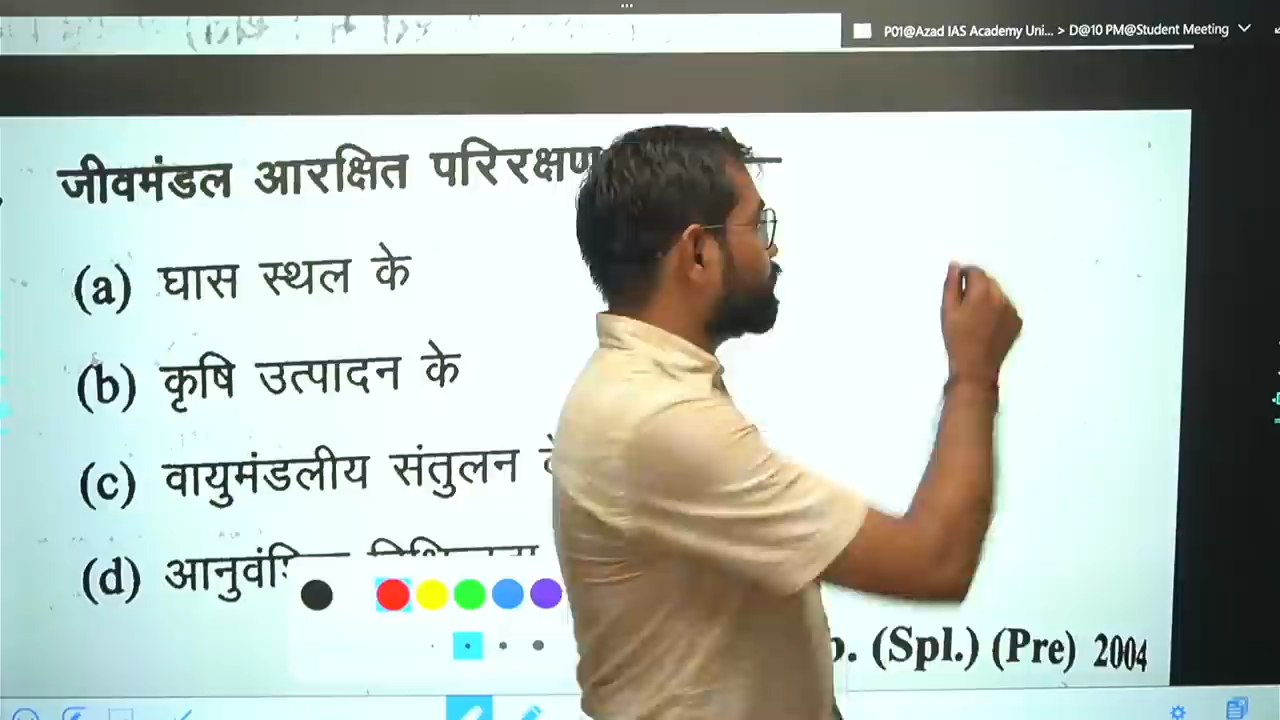 P01@Azad IAS Academy Uni... > D@10 PM@Student Meeting
जीवमंडल आरक्षित परिरक्षण
(a) घास स्थल के
(b) कृषि उत्पादन के
(c) वायुमंडलीय संतुलन
(d)
(Spl.) (Pre) 2004